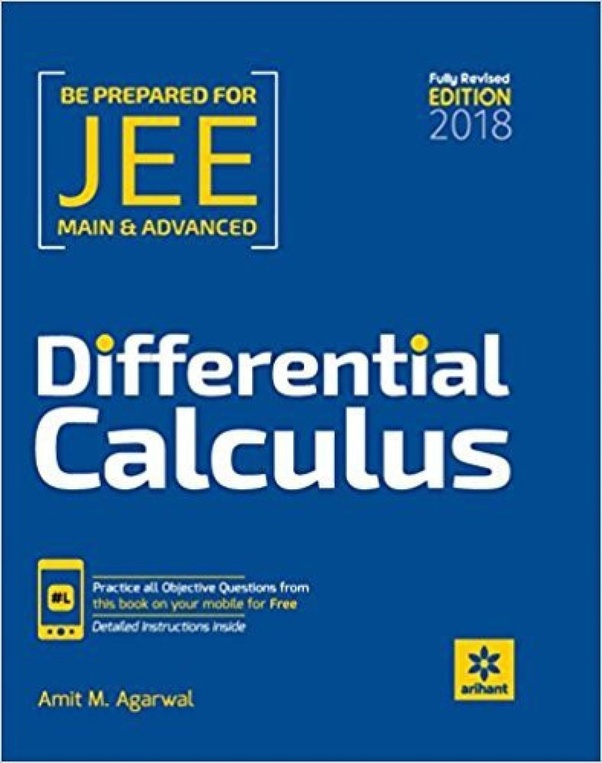 BE PREPARED FOR
JEE
MAIN & ADVANCED
Fully Revised
EDITION
2018
Differential
Calculus
#L
Practice all Objective Questions from
this book on your mobile for Free
Detailed Instructions Inside
Amit M. Agarwal
arihant